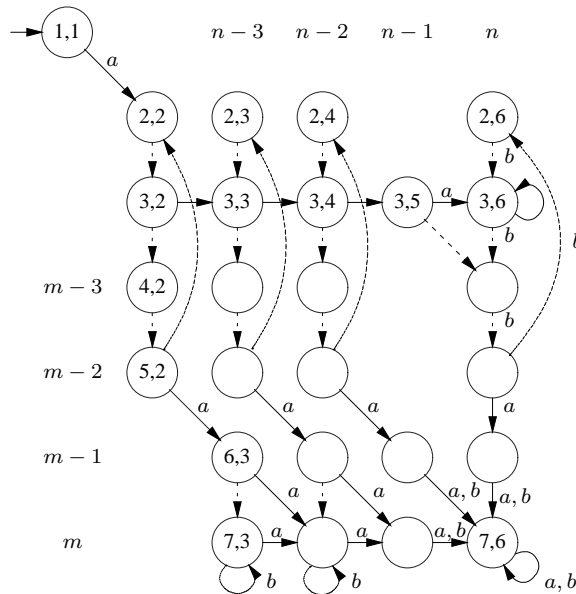 1,1 n − 3 n − 2 n − 1 n
a
2,2 2,3 2,4 2,6
b
3,2 3,3 3,4 3,5 a 3,6
b b
m − 3 4,2
b
m − 2 5,2
a a a a
m − 1 6,3
a a a, b a, b
m 7,3 a a a, b 7,6
b b a, b